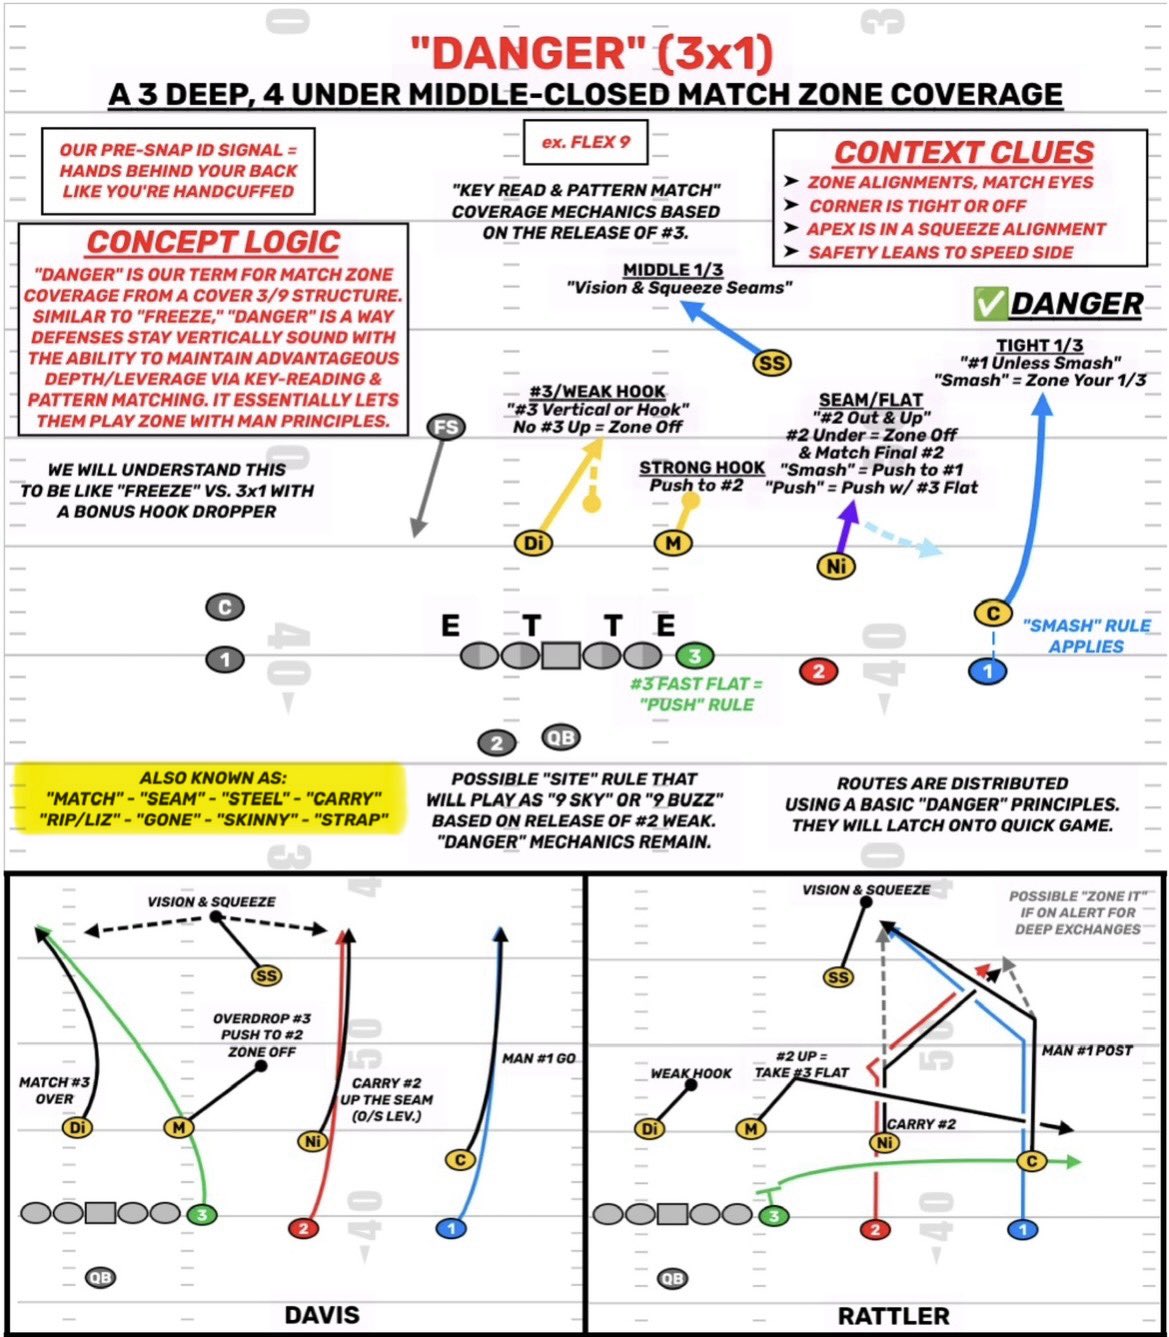 "DANGER" (3x1)
A 3 DEEP, 4 UNDER MIDDLE-CLOSED MATCH ZONE COVERAGE
OUR PRE-SNAP ID SIGNAL =
HANDS BEHIND YOUR BACK
LIKE YOU'RE HANDCUFFED
ex. FLEX 9
CONTEXT CLUES
➤ ZONE ALIGNMENTS, MATCH EYES
➤ CORNER IS TIGHT OR OFF
➤ APEX IS IN A SQUEEZE ALIGNMENT
➤ SAFETY LEANS TO SPEED SIDE
"KEY READ & PATTERN MATCH"
COVERAGE MECHANICS BASED
ON THE RELEASE OF #3.
CONCEPT LOGIC
"DANGER" IS OUR TERM FOR MATCH ZONE
COVERAGE FROM A COVER 3/9 STRUCTURE.
SIMILAR TO "FREEZE," "DANGER" IS A WAY
DEFENSES STAY VERTICALLY SOUND WITH
THE ABILITY TO MAINTAIN ADVANTAGEOUS
DEPTH/LEVERAGE VIA KEY-READING &
PATTERN MATCHING. IT ESSENTIALLY LETS
THEM PLAY ZONE WITH MAN PRINCIPLES.
MIDDLE 1/3
"Vision & Squeeze Seams"
✅DANGER
TIGHT 1/3
"#1 Unless Smash"
"Smash" = Zone Your 1/3
SS
#3/WEAK HOOK
"#3 Vertical or Hook"
No #3 Up = Zone Off
SEAM/FLAT
"#2 Out & Up"
#2 Under = Zone Off
& Match Final #2
"Smash" = Push to #1
"Push" = Push w/ #3 Flat
FS
STRONG HOOK
Push to #2
WE WILL UNDERSTAND THIS
TO BE LIKE "FREEZE" VS. 3x1 WITH
A BONUS HOOK DROPPER
Di
M
Ni
C
C
"SMASH" RULE
APPLIES
E T T E
1
3
2
1
#3 FAST FLAT =
"PUSH" RULE
2
QB
ALSO KNOWN AS:
"MATCH" - "SEAM" - "STEEL" - "CARRY"
"RIP/LIZ" - "GONE" - "SKINNY" - "STRAP"
POSSIBLE "SITE" RULE THAT
WILL PLAY AS "9 SKY" OR "9 BUZZ"
BASED ON RELEASE OF #2 WEAK.
"DANGER" MECHANICS REMAIN.
ROUTES ARE DISTRIBUTED
USING A BASIC "DANGER" PRINCIPLES.
THEY WILL LATCH ONTO QUICK GAME.
VISION & SQUEEZE
SS
OVERDROP #3
PUSH TO #2
ZONE OFF
MATCH #3
OVER
CARRY #2
UP THE SEAM
(O/S LEV.)
MAN #1 GO
Di
M
Ni
C
3
2
1
QB
DAVIS
VISION & SQUEEZE
POSSIBLE "ZONE IT"
IF ON ALERT FOR
DEEP EXCHANGES
SS
WEAK HOOK
#2 UP =
TAKE #3 FLAT
MAN #1 POST
CARRY #2
Di
M
Ni
C
3
2
1
QB
RATTLER
0
3
0
40
40
3
0
4
50
40
4
50
40